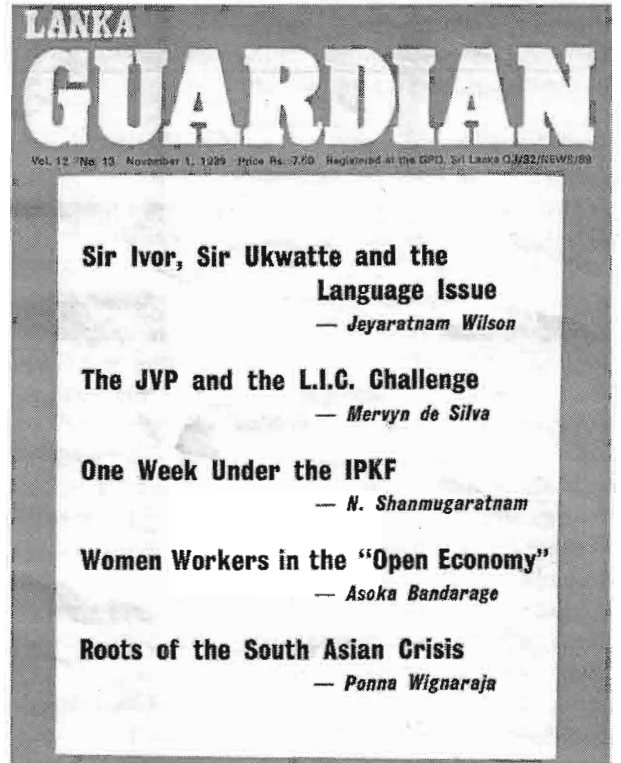 LANKA
GUARDIAN
Vol. 12 No. 13 November 1, 1989 Price Rs. 7.50 Registered at the GPO, Sri Lanka QJ/32/NEWS/89
Sir Ivor, Sir Ukwatte and the
Language Issue
— Jeyaratnam Wilson
The JVP and the L.I.C. Challenge
— Mervyn de Silva
One Week Under the IPKF
— N. Shanmugaratnam
Women Workers in the “Open Economy”
— Asoka Bandarage
Roots of the South Asian Crisis
— Ponna Wignaraja